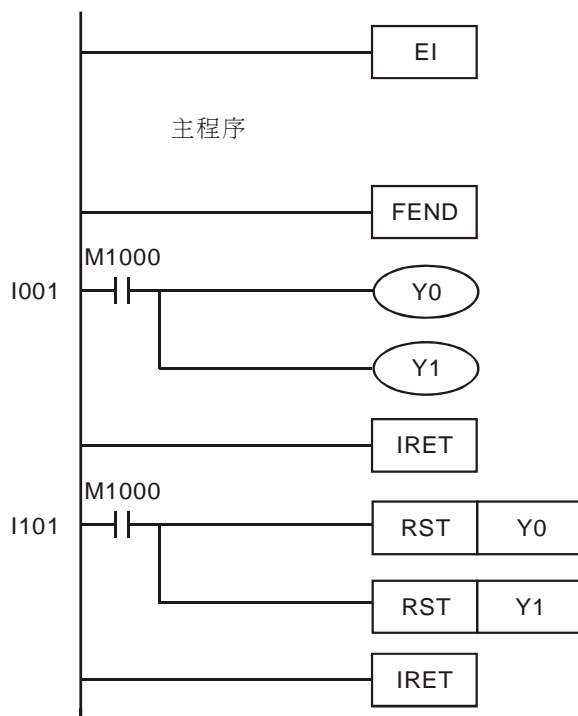 EI
主程序
FEND
M1000
I001
Y0
Y1
IRET
M1000
I101
RST Y0
RST Y1
IRET